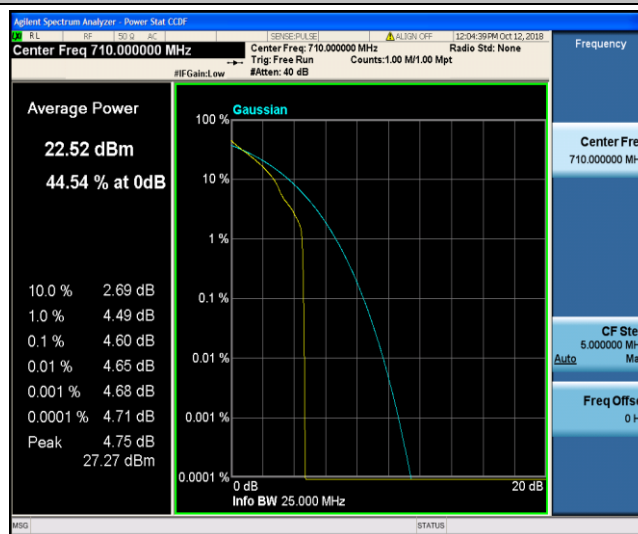 Agilent Spectrum Analyzer - Power Stat CCDF
RL RF 50 Ω AC SENSE:PULSE ALIGN OFF 12:04:39PM Oct 12, 2018
Center Freq 710.000000 MHz
Center Freq: 710.000000 MHz Radio Std: None
Trig: Free Run Counts:1.00 M/1.00 Mpt
#IFGain:Low #Atten: 40 dB
Frequency
Average Power
22.52 dBm
44.54 % at 0dB
10.0 % 2.69 dB
1.0 % 4.49 dB
0.1 % 4.60 dB
0.01 % 4.65 dB
0.001 % 4.68 dB
0.0001 % 4.71 dB
Peak 4.75 dB
27.27 dBm
Gaussian
100 %
10 %
1 %
0.1 %
0.01 %
0.001 %
0.0001 %
0 dB 20 dB
Info BW 25.000 MHz
Center Fre
710.000000 MH
CF Ste
5.000000 MH
Auto Ma
Freq Offse
0 H
MSG STATUS